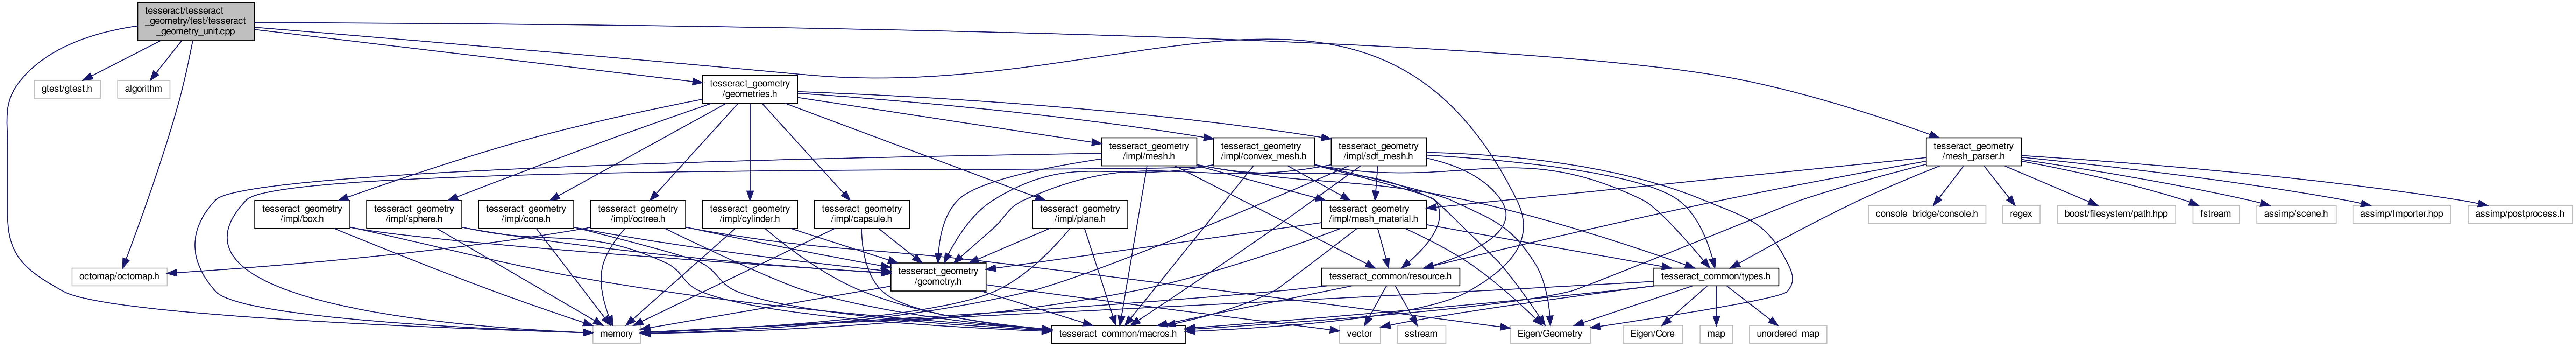 tesseract/tesseract
_geometry/test/tesseract
_geometry_unit.cpp
gtest/gtest.h
algorithm
tesseract_geometry
/geometries.h
tesseract_geometry
/impl/mesh.h
tesseract_geometry
/impl/convex_mesh.h
tesseract_geometry
/impl/sdf_mesh.h
tesseract_geometry
/mesh_parser.h
tesseract_geometry
/impl/box.h
tesseract_geometry
/impl/sphere.h
tesseract_geometry
/impl/cone.h
tesseract_geometry
/impl/octree.h
tesseract_geometry
/impl/cylinder.h
tesseract_geometry
/impl/capsule.h
tesseract_geometry
/impl/plane.h
tesseract_geometry
/impl/mesh_material.h
console_bridge/console.h
regex
boost/filesystem/path.hpp
fstream
assimp/scene.h
assimp/Importer.hpp
assimp/postprocess.h
octomap/octomap.h
tesseract_geometry
/geometry.h
tesseract_common/resource.h
tesseract_common/types.h
memory
tesseract_common/macros.h
vector
sstream
Eigen/Geometry
Eigen/Core
map
unordered_map